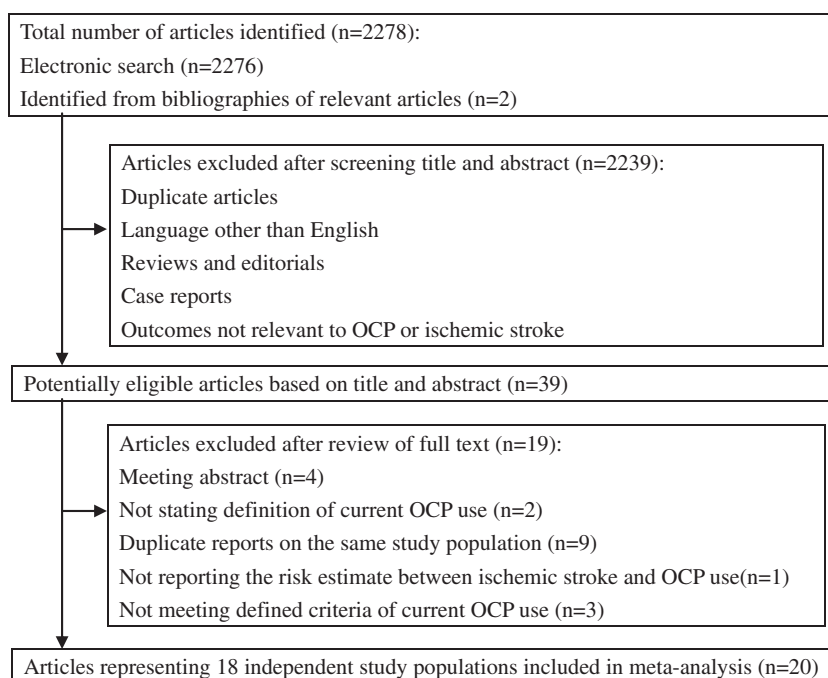 Total number of articles identified (n=2278):
Electronic search (n=2276)
Identified from bibliographies of relevant articles (n=2)
Articles excluded after screening title and abstract (n=2239):
Duplicate articles
Language other than English
Reviews and editorials
Case reports
Outcomes not relevant to OCP or ischemic stroke
Potentially eligible articles based on title and abstract (n=39)
Articles excluded after review of full text (n=19):
Meeting abstract (n=4)
Not stating definition of current OCP use (n=2)
Duplicate reports on the same study population (n=9)
Not reporting the risk estimate between ischemic stroke and OCP use(n=1)
Not meeting defined criteria of current OCP use (n=3)
Articles representing 18 independent study populations included in meta-analysis (n=20)